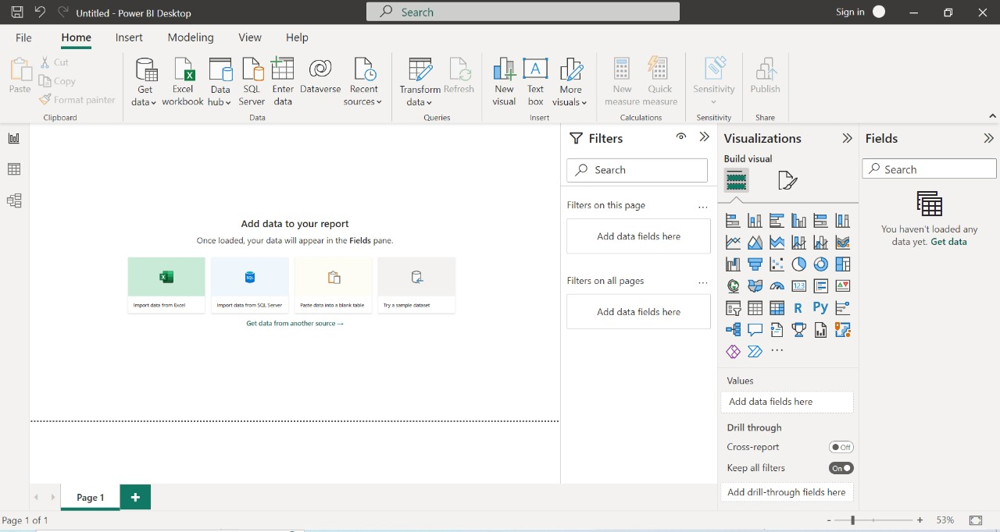 Untitled - Power BI Desktop
Search
Sign in
File Home Insert Modeling View Help
Paste
Cut
Copy
Format painter
Clipboard
Get data
Excel workbook
Data hub
SQL Server
Enter data
Dataverse
Recent sources
Data
Transform data
Refresh
Queries
New visual
Text box
More visuals
Insert
New measure
Quick measure
Calculations
Sensitivity
Sensitivity
Publish
Share
Add data to your report
Once loaded, your data will appear in the Fields pane.
Import data from Excel
SQL
Import data from SQL Server
Paste data into a blank table
Try a sample dataset
Get data from another source →
Filters
Search
Filters on this page ...
Add data fields here
Filters on all pages ...
Add data fields here
Visualizations
Build visual
123
R
Py
...
Values
Add data fields here
Drill through
Cross-report Off
Keep all filters On
Add drill-through fields here
Fields
Search
You haven't loaded any
data yet. Get data
Page 1 +
Page 1 of 1
- + 53%